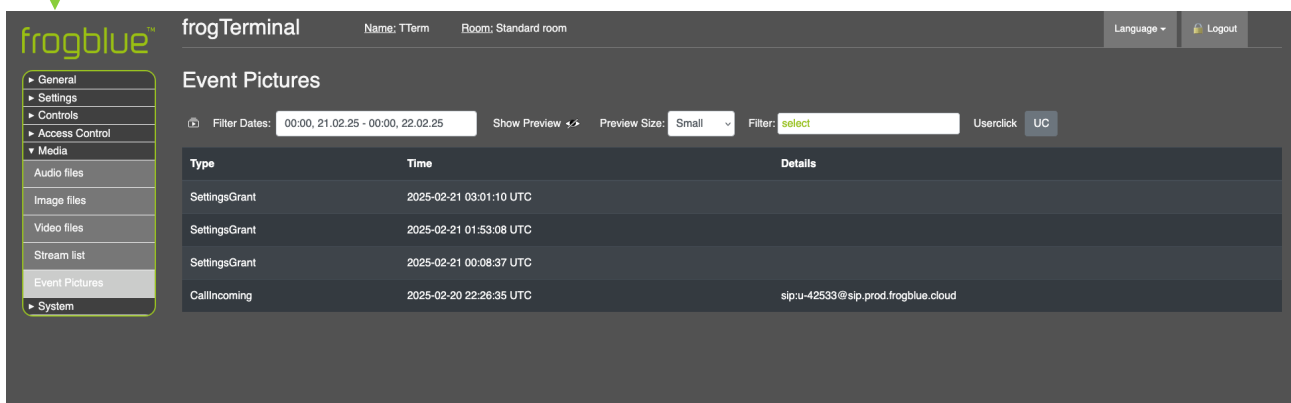 frogblue™
frogTerminal Name: TTerm Room: Standard room Language Logout
General
Settings
Controls
Access Control
Media
Audio files
Image files
Video files
Stream list
Event Pictures
System
Event Pictures
Filter Dates: 00:00, 21.02.25 - 00:00, 22.02.25 Show Preview Preview Size: Small Filter: select Userclick UC
Type Time Details
SettingsGrant 2025-02-21 03:01:10 UTC
SettingsGrant 2025-02-21 01:53:08 UTC
SettingsGrant 2025-02-21 00:08:37 UTC
CallIncoming 2025-02-20 22:26:35 UTC sip:u-42533@sip.prod.frogblue.cloud